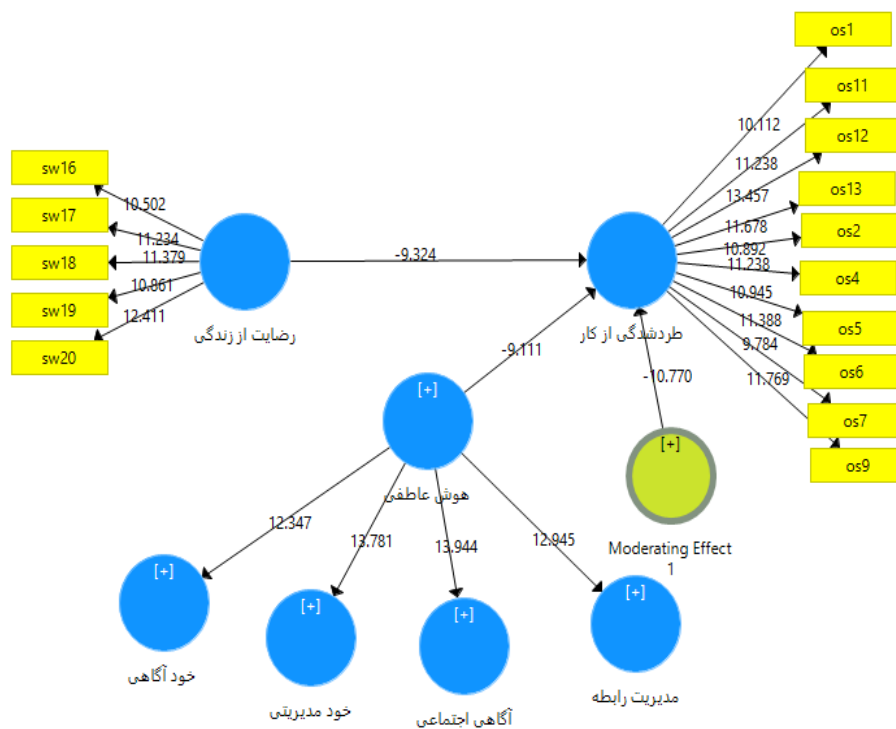 os1
os11
os12
os13
os2
os4
os5
os6
os7
os9
sw16
sw17
sw18
sw19
sw20
10.502
11.234
11.379
10.861
12.411
رضایت از زندگی
-9.324
10.112
11.238
13.457
11.678
10.892
11.238
10.945
11.388
9.784
11.769
طردشدگی از کار
-9.111
-10.770
[+]
هوش عاطفی
[+]
Moderating Effect
1
12.347
13.781
13.944
12.945
[+]
خود آگاهی
[+]
خود مدیریتی
[+]
آگاهی اجتماعی
[+]
مدیریت رابطه